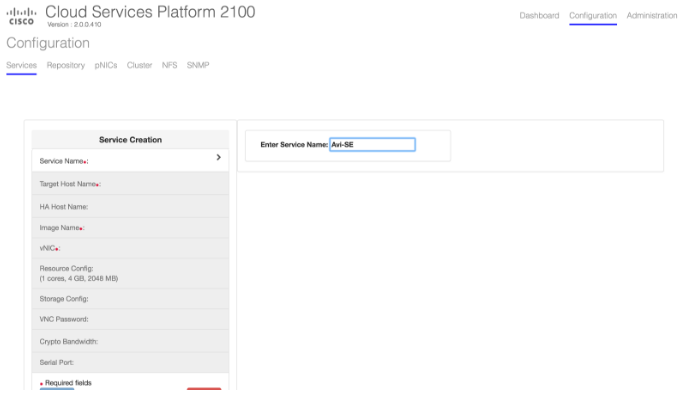 CISCO
Cloud Services Platform 2100
Version : 2.0.0.410
Dashboard Configuration Administration
Configuration
Services Repository pNICs Cluster NFS SNMP
Service Creation
Enter Service Name: Avi-SE
Service Name•:
Target Host Name•:
HA Host Name:
Image Name•:
vNIC•:
Resource Config:
(1 cores, 4 GB, 2048 MB)
Storage Config:
VNC Password:
Crypto Bandwidth:
Serial Port:
• Required fields